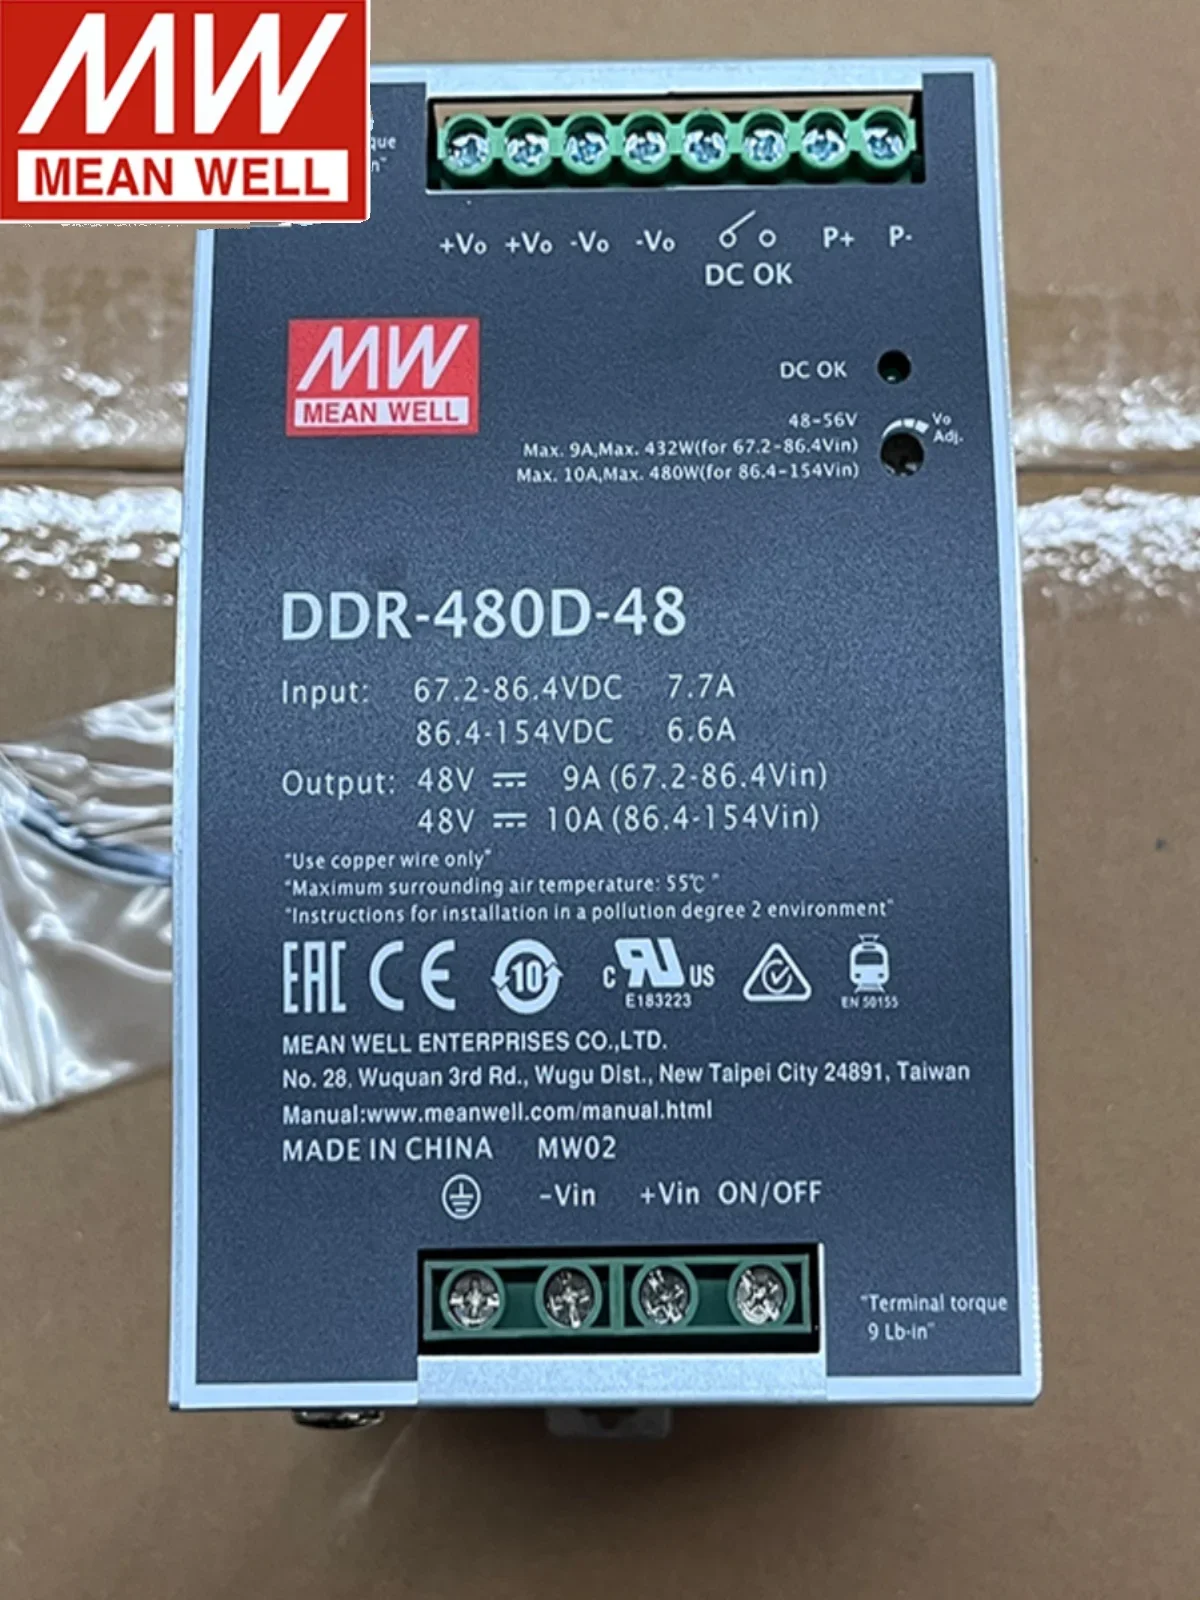 MW
MEAN WELL
+Vo +Vo -Vo -Vo P+ P-
DC OK
MW
MEAN WELL
DC OK
48-56V Vo
Adj.
Max. 9A,Max. 432W(for 67.2-86.4Vin)
Max. 10A,Max. 480W(for 86.4-154Vin)
DDR-480D-48
Input: 67.2-86.4VDC 7.7A
86.4-154VDC 6.6A
Output: 48V 9A (67.2-86.4Vin)
48V 10A (86.4-154Vin)
"Use copper wire only"
"Maximum surrounding air temperature: 55℃ "
"Instructions for installation in a pollution degree 2 environment"
EAC CE 10 c RU US
E183223
EN 50155
MEAN WELL ENTERPRISES CO.,LTD.
No. 28, Wuquan 3rd Rd., Wugu Dist., New Taipei City 24891, Taiwan
Manual:www.meanwell.com/manual.html
MADE IN CHINA MW02
-Vin +Vin ON/OFF
"Terminal torque
9 Lb-in"